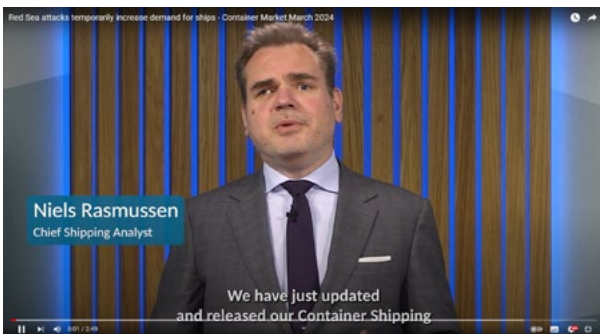 Red Sea attacks temporarily increase demand for ships - Container Market March 2024
Niels Rasmussen
Chief Shipping Analyst
We have just updated
and released our Container Shipping
0:01 / 2:49